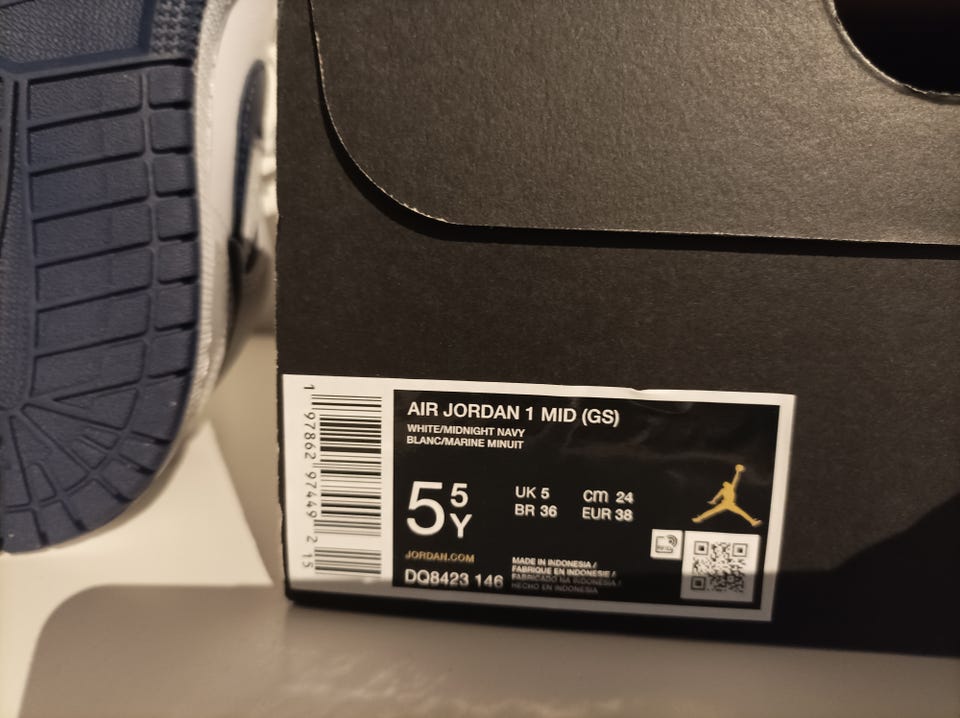 AIR JORDAN 1 MID (GS)
WHITE/MIDNIGHT NAVY
BLANC/MARINE MINUIT
5 5Y
UK 5 CM 24
BR 36 EUR 38
JORDAN.COM
DQ8423 146
MADE IN INDONESIA /
FABRIQUE EN INDONESIE /
FABRICADO NA INDONESIA /
HECHO EN INDONESIA
1 97862 97449 2 15